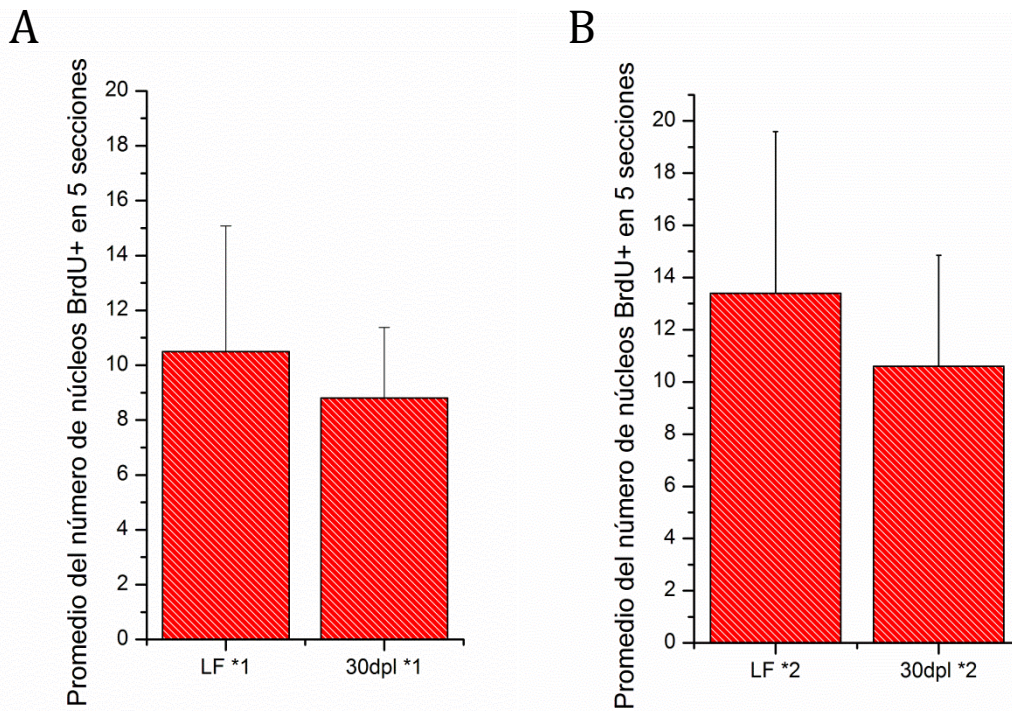 A
Promedio del número de núcleos BrdU+ en 5 secciones
20
18
16
14
12
10
8
6
4
2
0
LF *1
30dpl *1
B
Promedio del número de núcleos BrdU+ en 5 secciones
20
18
16
14
12
10
8
6
4
2
0
LF *2
30dpl *2